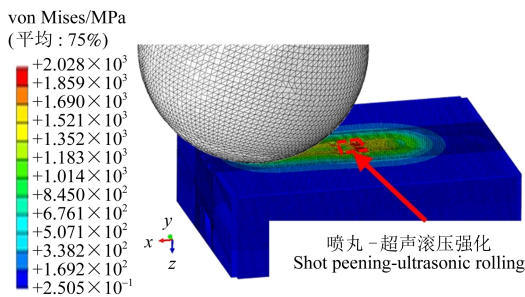 von Mises/MPa
(平均 : 75%)
+2.028×10³
+1.859×10³
+1.690×10³
+1.521×10³
+1.352×10³
+1.183×10³
+1.014×10³
+8.450×10²
+6.761×10²
+5.071×10²
+3.382×10²
+1.692×10²
+2.505×10⁻¹
y
x
z
喷丸-超声滚压强化
Shot peening-ultrasonic rolling